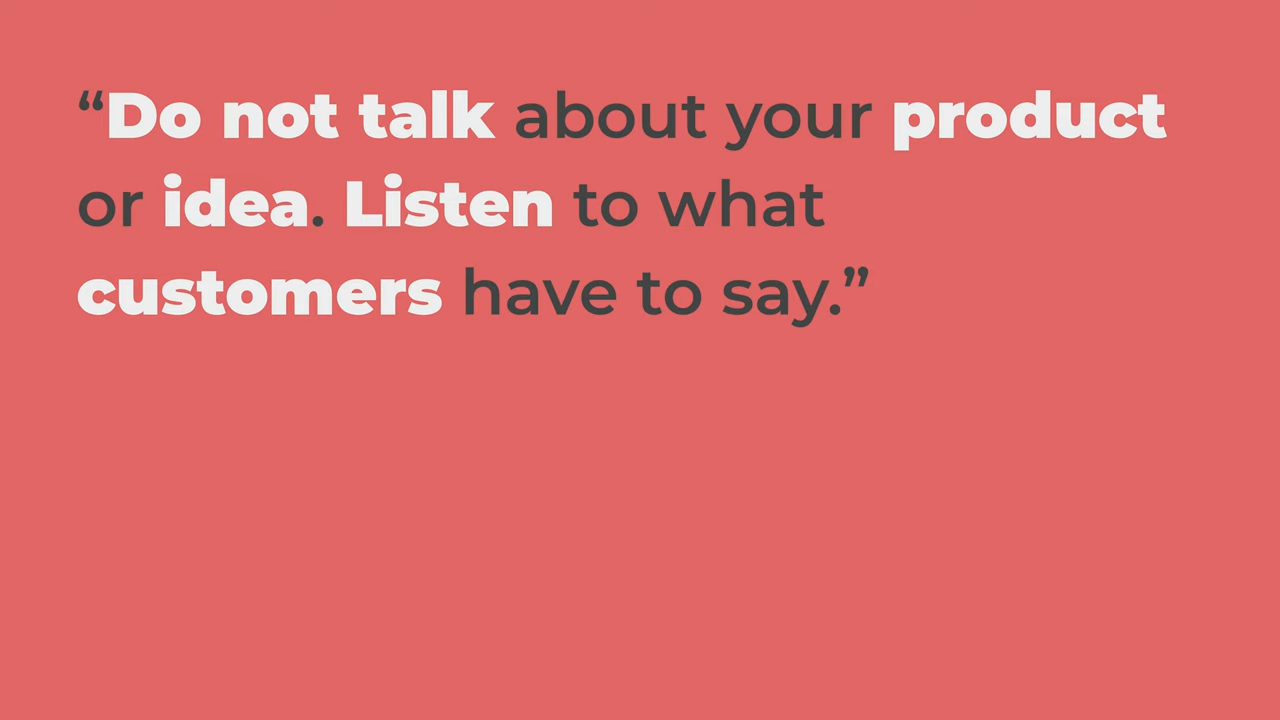 “Do not talk about your product
or idea. Listen to what
customers have to say.”